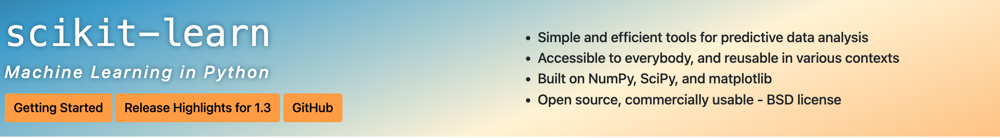 scikit-learn
Machine Learning in Python
Getting Started
Release Highlights for 1.3
GitHub
Simple and efficient tools for predictive data analysis
Accessible to everybody, and reusable in various contexts
Built on NumPy, SciPy, and matplotlib
Open source, commercially usable - BSD license